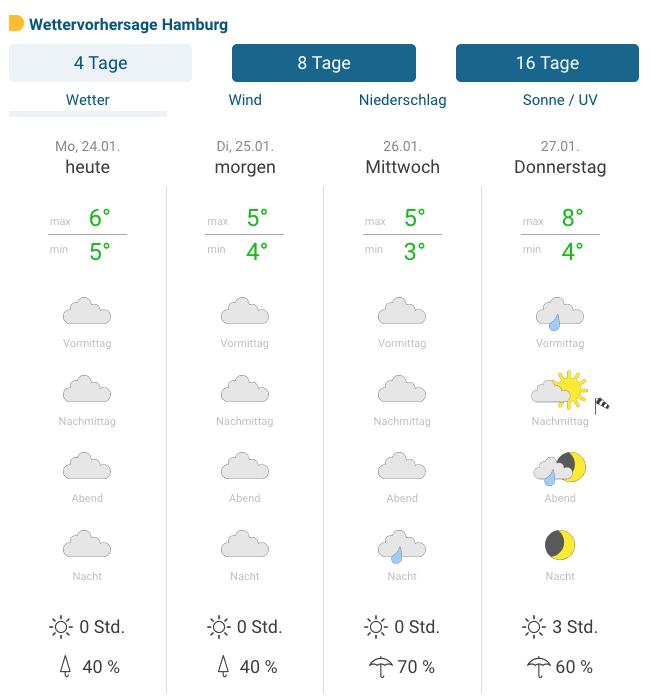 Wettervorhersage Hamburg
4 Tage 8 Tage 16 Tage
Wetter Wind Niederschlag Sonne / UV
Mo, 24.01. Di, 25.01. 26.01. 27.01.
heute morgen Mittwoch Donnerstag
max 6° max 5° max 5° max 8°
min 5° min 4° min 3° min 4°
Vormittag Vormittag Vormittag Vormittag
Nachmittag Nachmittag Nachmittag Nachmittag
Abend Abend Abend Abend
Nacht Nacht Nacht Nacht
0 Std. 0 Std. 0 Std. 3 Std.
40 % 40 % 70 % 60 %